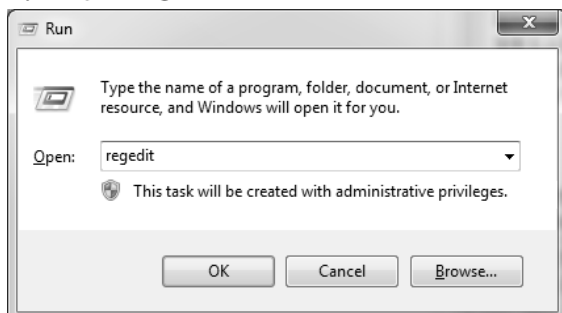 Run
Type the name of a program, folder, document, or Internet
resource, and Windows will open it for you.
Open: regedit
This task will be created with administrative privileges.
OK Cancel Browse...